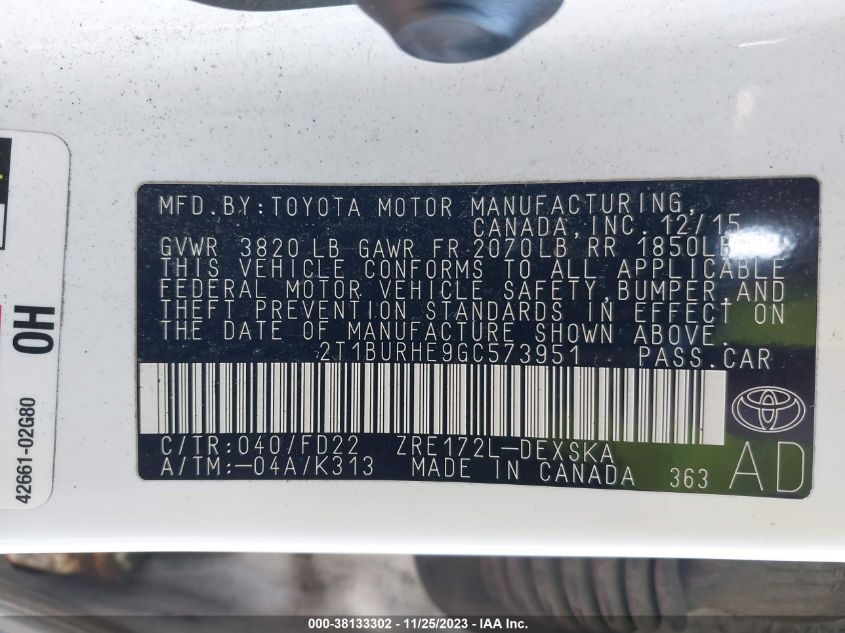 MFD.BY:TOYOTA MOTOR MANUFACTURING,
CANADA,INC. 12/15
GVWR 3820 LB GAWR FR 2070LB RR 1850LB
THIS VEHICLE CONFORMS TO ALL APPLICABLE
FEDERAL MOTOR VEHICLE SAFETY,BUMPER,AND
THEFT PREVENTION STANDARDS IN EFFECT ON
THE DATE OF MANUFACTURE SHOWN ABOVE.
2T1BURHE9GC573951 PASS.CAR
C/TR:040/FD22 ZRE172L-DEXSKA
A/TM:-04A/K313 MADE IN CANADA 363
AD
OH
42661-02G80
000-38133302 - 11/25/2023 - IAA Inc.